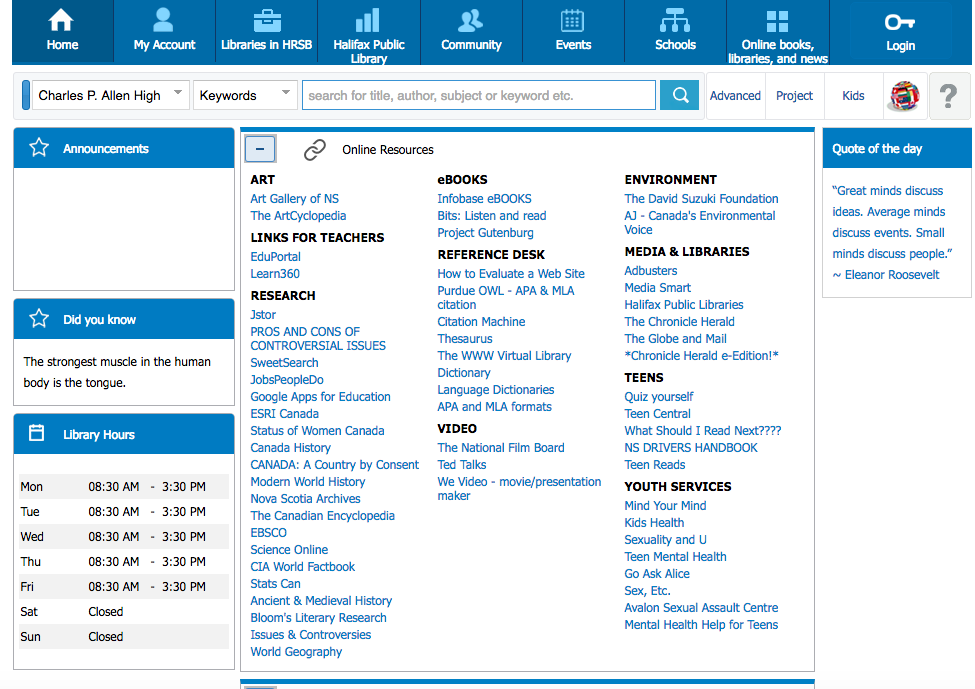 Home
My Account
Libraries in HRSB
Halifax Public
Library
Community
Events
Schools
Online books,
libraries, and news
Login
Charles P. Allen High
Keywords
search for title, author, subject or keyword etc.
Advanced
Project
Kids
?
Announcements
Did you know
The strongest muscle in the human
body is the tongue.
Library Hours
Mon 08:30 AM - 3:30 PM
Tue 08:30 AM - 3:30 PM
Wed 08:30 AM - 3:30 PM
Thu 08:30 AM - 3:30 PM
Fri 08:30 AM - 3:30 PM
Sat Closed
Sun Closed
Online Resources
ART
Art Gallery of NS
The ArtCyclopedia
LINKS FOR TEACHERS
EduPortal
Learn360
RESEARCH
Jstor
PROS AND CONS OF
CONTROVERSIAL ISSUES
SweetSearch
JobsPeopleDo
Google Apps for Education
ESRI Canada
Status of Women Canada
Canada History
CANADA: A Country by Consent
Modern World History
Nova Scotia Archives
The Canadian Encyclopedia
EBSCO
Science Online
CIA World Factbook
Stats Can
Ancient & Medieval History
Bloom's Literary Research
Issues & Controversies
World Geography
eBOOKS
Infobase eBOOKS
Bits: Listen and read
Project Gutenburg
REFERENCE DESK
How to Evaluate a Web Site
Purdue OWL - APA & MLA
citation
Citation Machine
Thesaurus
The WWW Virtual Library
Dictionary
Language Dictionaries
APA and MLA formats
VIDEO
The National Film Board
Ted Talks
We Video - movie/presentation
maker
ENVIRONMENT
The David Suzuki Foundation
AJ - Canada's Environmental
Voice
MEDIA & LIBRARIES
Adbusters
Media Smart
Halifax Public Libraries
The Chronicle Herald
The Globe and Mail
*Chronicle Herald e-Edition!*
TEENS
Quiz yourself
Teen Central
What Should I Read Next????
NS DRIVERS HANDBOOK
Teen Reads
YOUTH SERVICES
Mind Your Mind
Kids Health
Sexuality and U
Teen Mental Health
Go Ask Alice
Sex, Etc.
Avalon Sexual Assault Centre
Mental Health Help for Teens
Quote of the day
“Great minds discuss
ideas. Average minds
discuss events. Small
minds discuss people.”
~ Eleanor Roosevelt